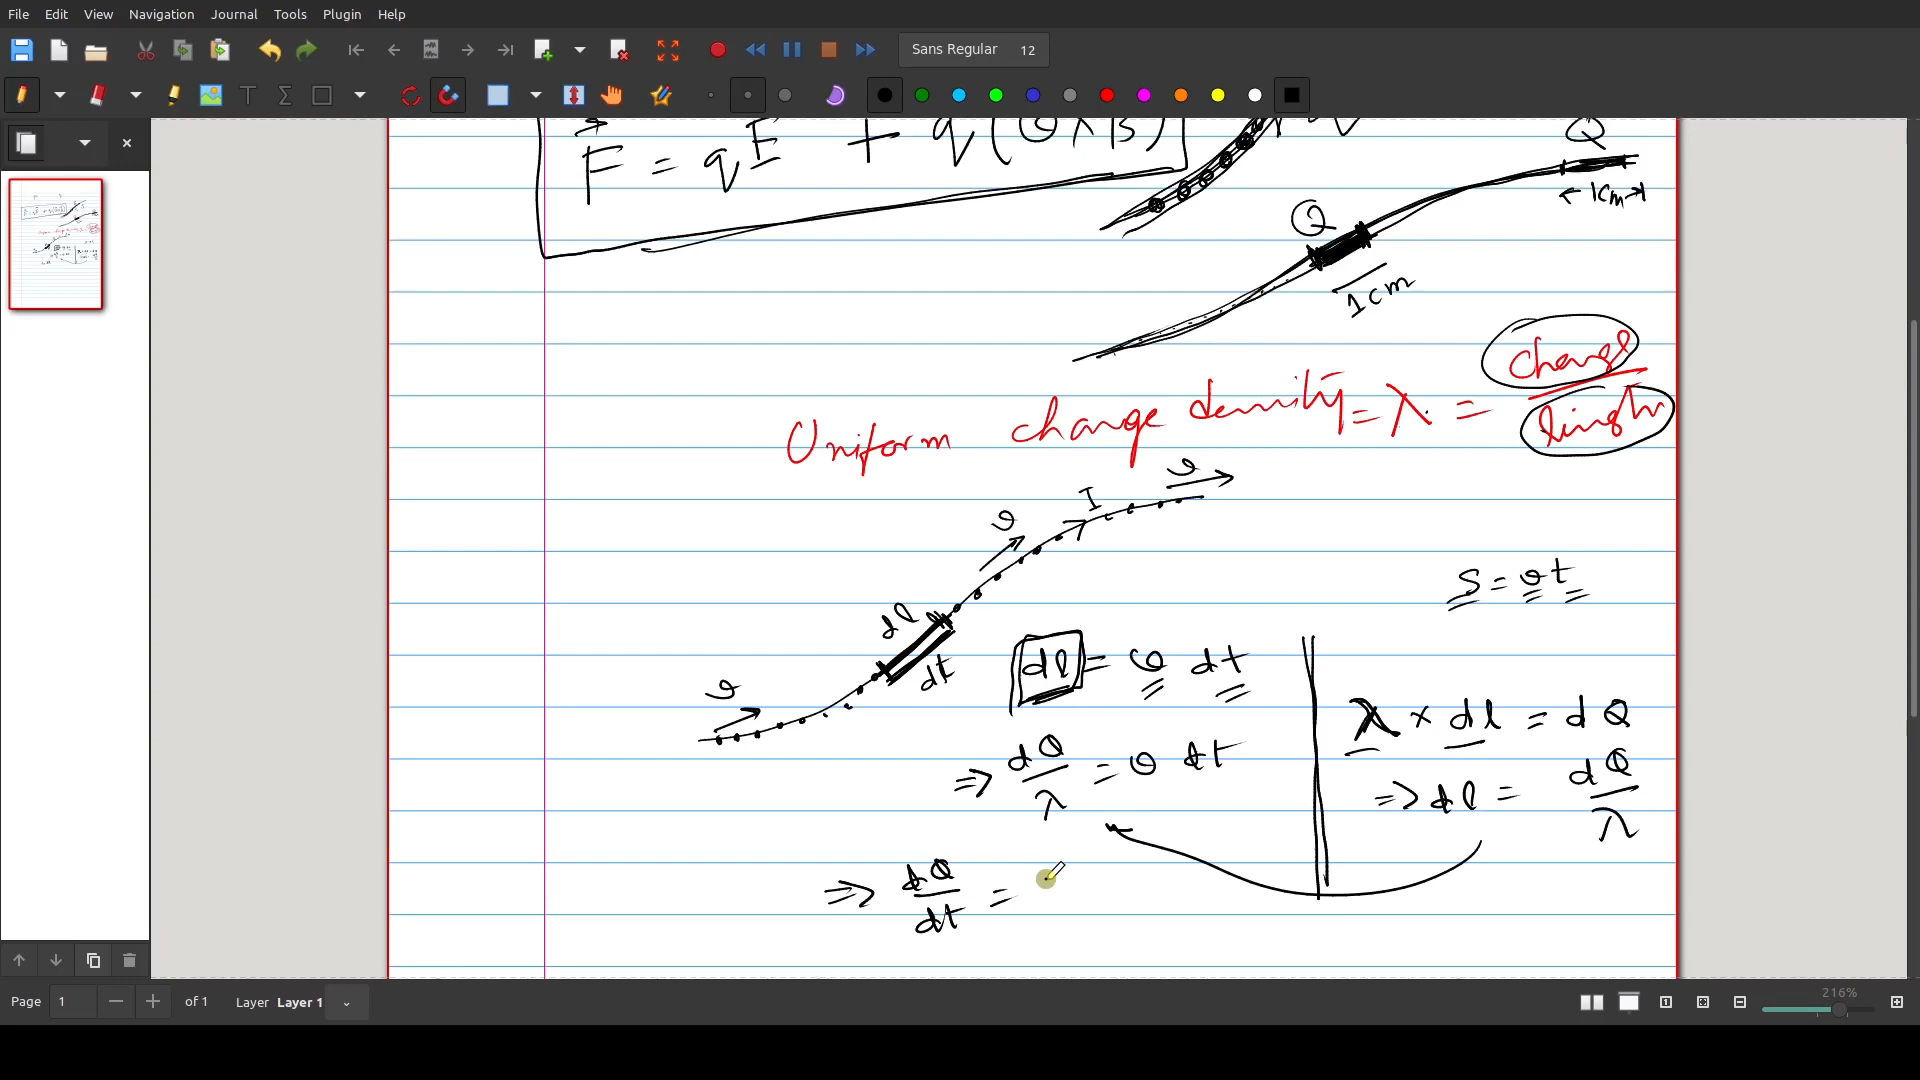 File Edit View Navigation Journal Tools Plugin Help
Sans Regular 12
F = qE + q(v×B)
Q
1cm
Q
1cm
Uniform charge density = λ = charge / length
v
I
v
S = vt
dl
dt
dl = v dt
v
λ × dl = dQ
=> dQ/λ = v dt
=> dl = dQ/λ
=> dQ/dt =
Page 1 of 1 Layer Layer 1 216%